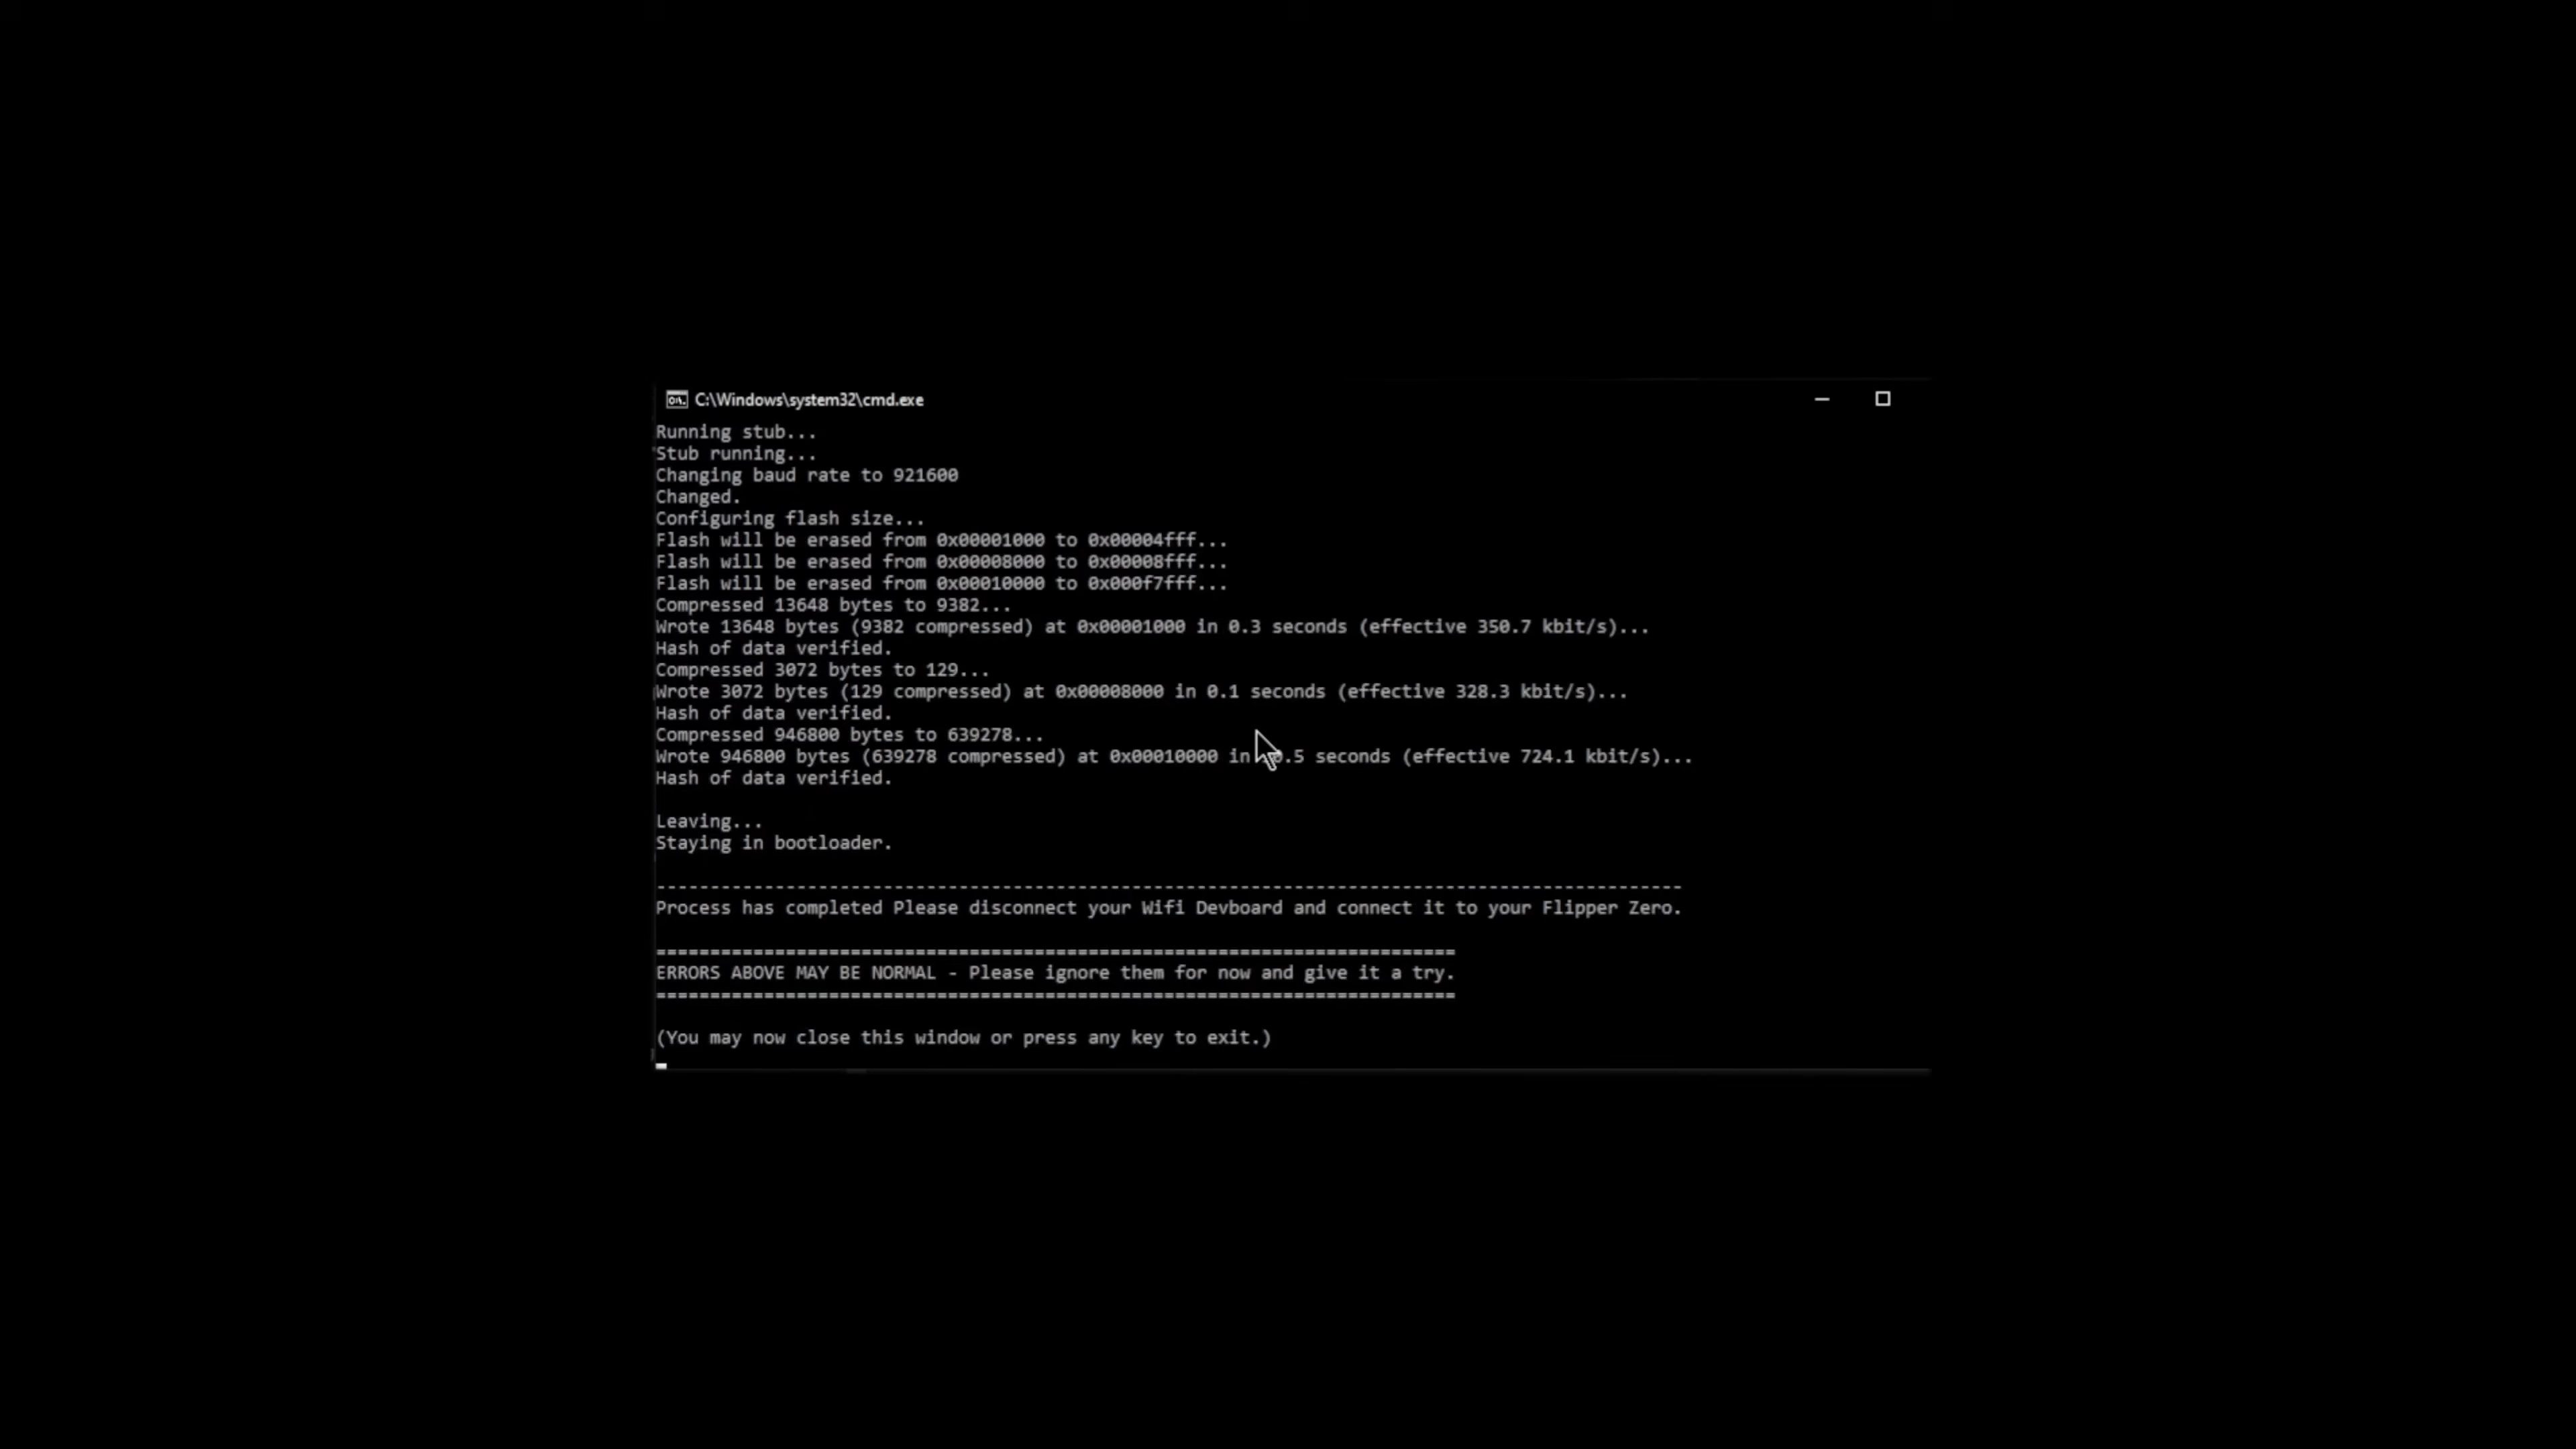 C:\Windows\system32\cmd.exe
Running stub...
Stub running...
Changing baud rate to 921600
Changed.
Configuring flash size...
Flash will be erased from 0x00001000 to 0x00004fff...
Flash will be erased from 0x00008000 to 0x00008fff...
Flash will be erased from 0x00010000 to 0x000f7fff...
Compressed 13648 bytes to 9382...
Wrote 13648 bytes (9382 compressed) at 0x00001000 in 0.3 seconds (effective 350.7 kbit/s)...
Hash of data verified.
Compressed 3072 bytes to 129...
Wrote 3072 bytes (129 compressed) at 0x00008000 in 0.1 seconds (effective 328.3 kbit/s)...
Hash of data verified.
Compressed 946800 bytes to 639278...
Wrote 946800 bytes (639278 compressed) at 0x00010000 in seconds (effective 724.1 kbit/s)...
Hash of data verified.
Leaving...
Staying in bootloader.
-----------------------------------------------------------------------------------------------
Process has completed Please disconnect your Wifi Devboard and connect it to your Flipper Zero.
==========================================================================
ERRORS ABOVE MAY BE NORMAL - Please ignore them for now and give it a try.
==========================================================================
(You may now close this window or press any key to exit.)